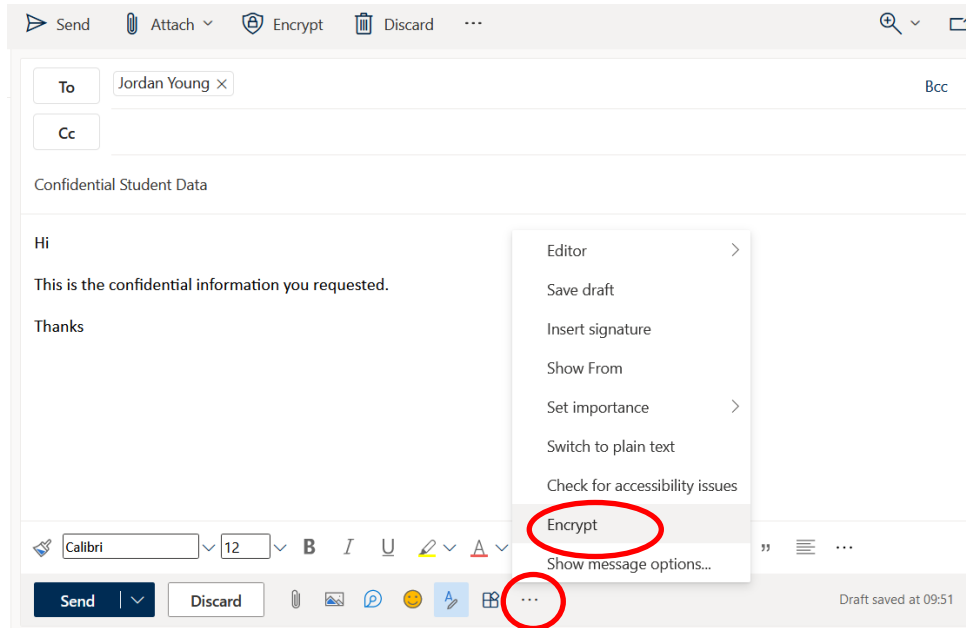 Send Attach Encrypt Discard ...
To Jordan Young × Bcc
Cc
Confidential Student Data
Hi
This is the confidential information you requested.
Thanks
Editor
Save draft
Insert signature
Show From
Set importance
Switch to plain text
Check for accessibility issues
Encrypt
Show message options...
Calibri 12 B I U A ” ...
Send Discard ... Draft saved at 09:51